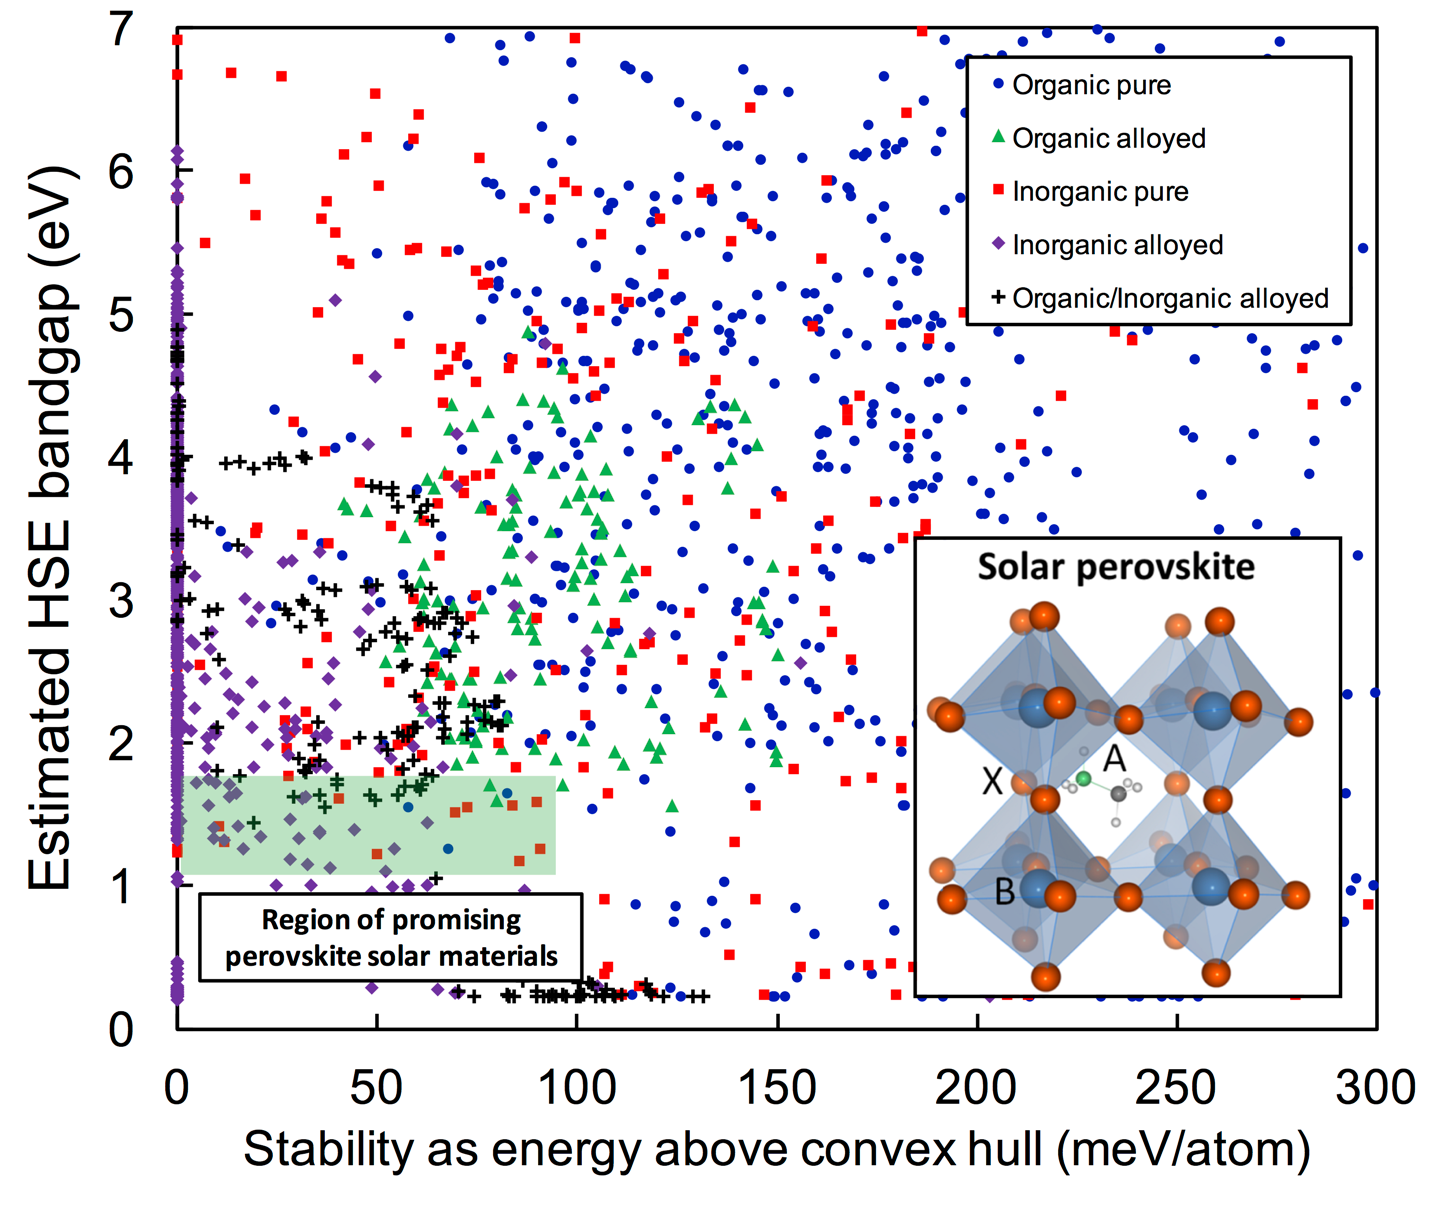 7
6
5
4
3
2
1
0
Estimated HSE bandgap (eV)
Organic pure
Organic alloyed
Inorganic pure
Inorganic alloyed
Organic/Inorganic alloyed
Solar perovskite
A
X
B
Region of promising
perovskite solar materials
0 50 100 150 200 250 300
Stability as energy above convex hull (meV/atom)